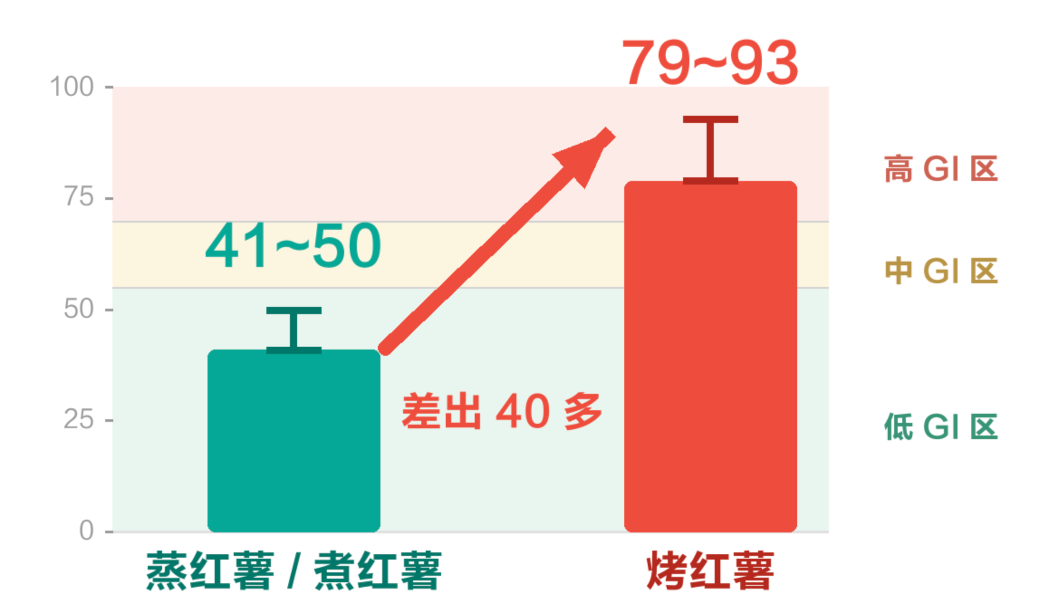 79~93
100
高 GI 区
75
41~50
中 GI 区
50
差出 40 多
25
低 GI 区
0
蒸红薯 / 煮红薯
烤红薯